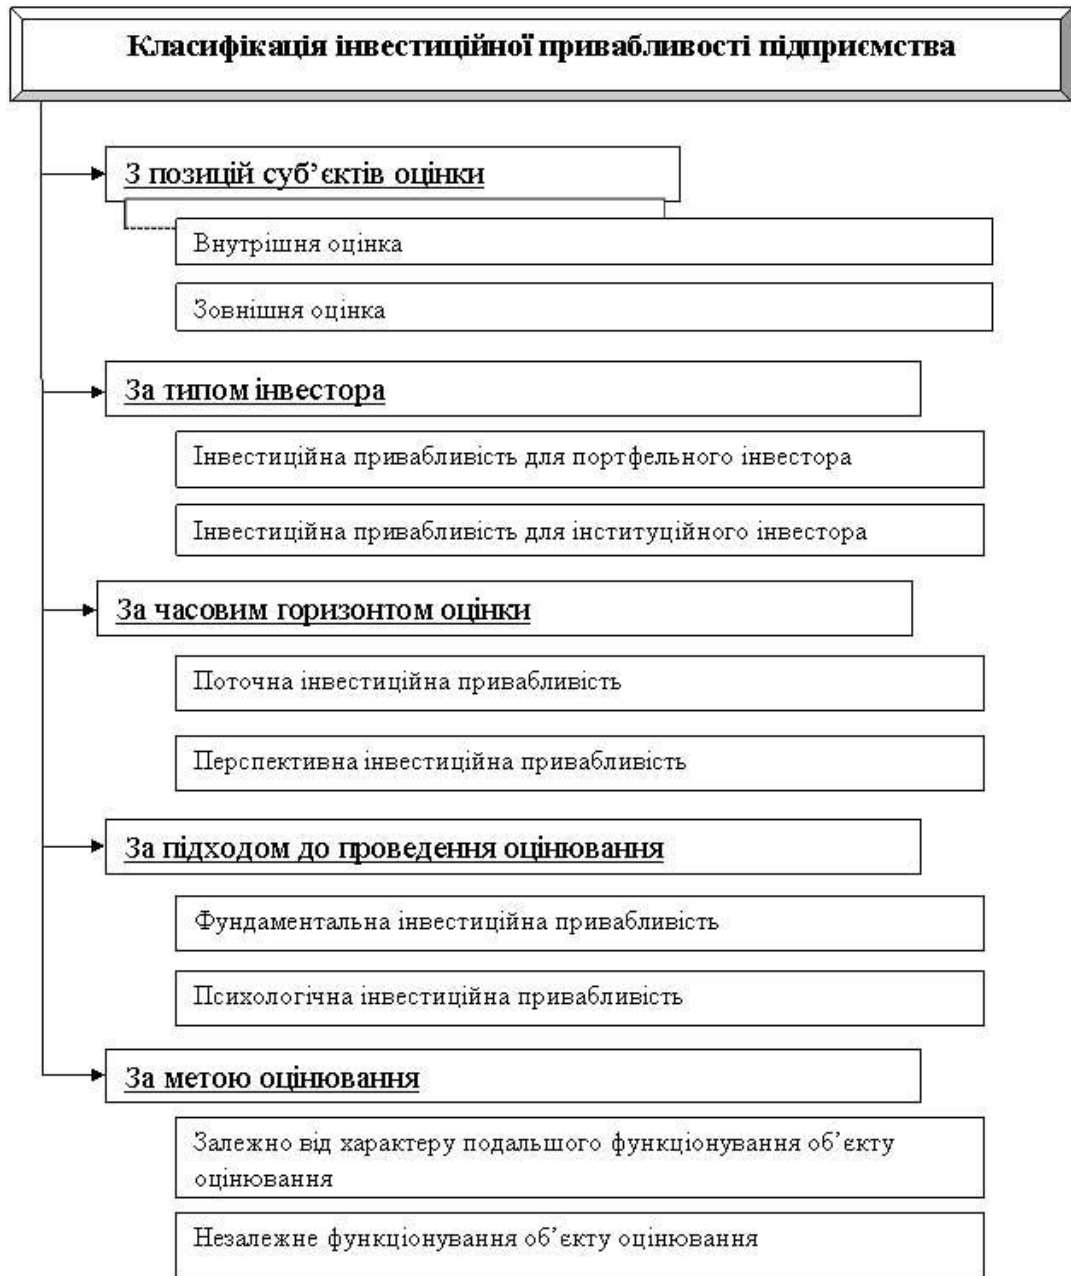 Класифікація інвестиційної привабливості підприємства
З позицій суб’єктів оцінки
Внутрішня оцінка
Зовнішня оцінка
За типом інвестора
Інвестиційна привабливість для портфельного інвестора
Інвестиційна привабливість для інституційного інвестора
За часовим горизонтом оцінки
Поточна інвестиційна привабливість
Перспективна інвестиційна привабливість
За підходом до проведення оцінювання
Фундаментальна інвестиційна привабливість
Психологічна інвестиційна привабливість
За метою оцінювання
Залежно від характеру подальшого функціонування об’єкту
оцінювання
Незалежне функціонування об’єкту оцінювання